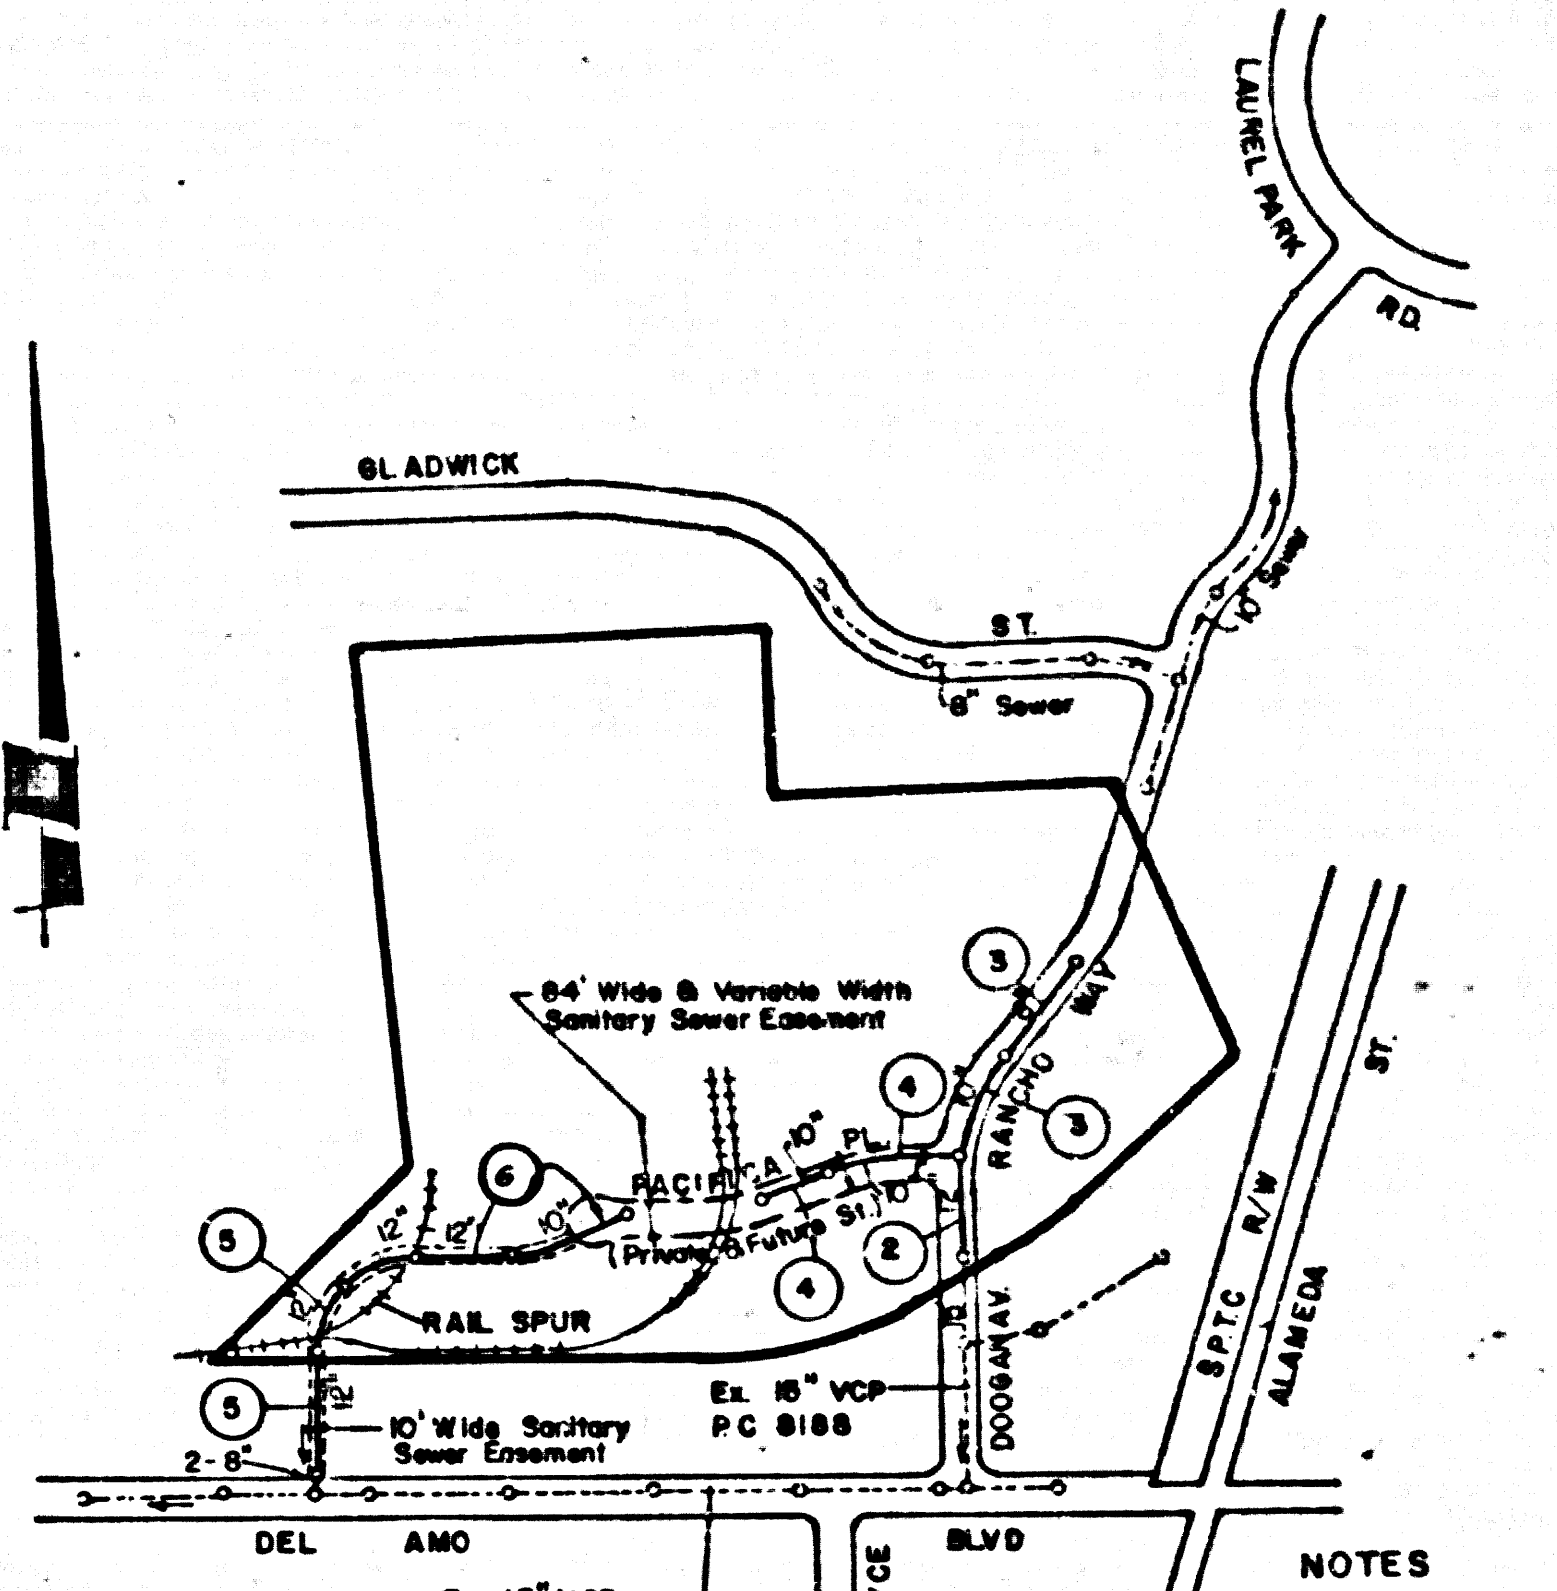 LAUREL PARK
RD.
GLADWICK
ST.
10" Sewer
8" Sewer
3
84' Wide & Variable Width
Sanitary Sewer Easement
WAY
ST.
4
10"
RANCHO
3
10"
PL.
PACIFICA
6
10"
10"
12"
12"
12"
5
(Private & Future St.)
2
4
12"
RAIL SPUR
R/W
S.P.T.C
ALAMEDA
DOOGAN AV.
5
12"
Ex. 15" VCP
P.C 8188
10' Wide Sanitary
Sewer Easement
2-8"
DEL AMO BLVD
NOTES